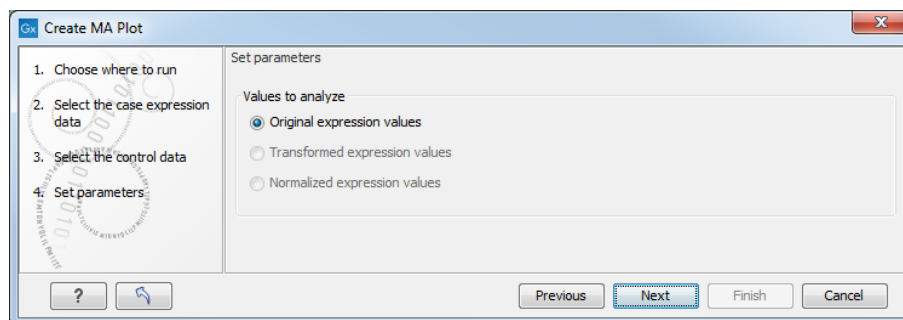 Gx Create MA Plot
1. Choose where to run
2. Select the case expression
data
3. Select the control data
4. Set parameters
Set parameters
Values to analyze
Original expression values
Transformed expression values
Normalized expression values
?
Previous
Next
Finish
Cancel